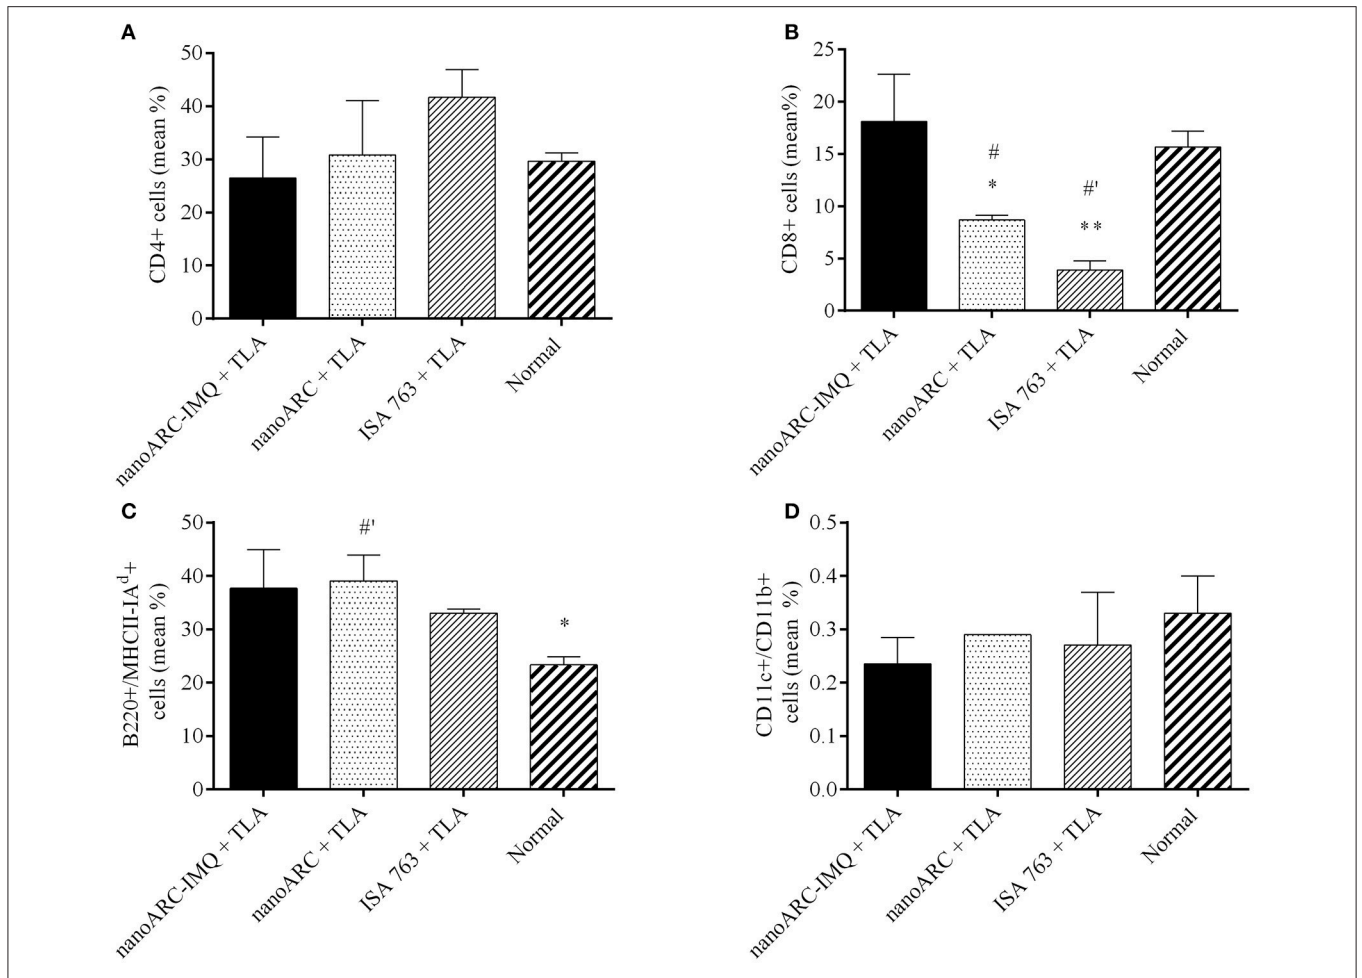 A
CD4+ cells (mean %)
50
40
30
20
10
0
nanoARC-IMQ + TLA
nanoARC + TLA
ISA 763 + TLA
Normal
B
CD8+ cells (mean%)
25
20
15
10
5
0
#
*
#'
**
nanoARC-IMQ + TLA
nanoARC + TLA
ISA 763 + TLA
Normal
C
B220+/MHCII-IAd+
cells (mean %)
50
40
30
20
10
0
#'
*
nanoARC-IMQ + TLA
nanoARC + TLA
ISA 763 + TLA
Normal
D
CD11c+/CD11b+
cells (mean %)
0.5
0.4
0.3
0.2
0.1
0.0
nanoARC-IMQ + TLA
nanoARC + TLA
ISA 763 + TLA
Normal